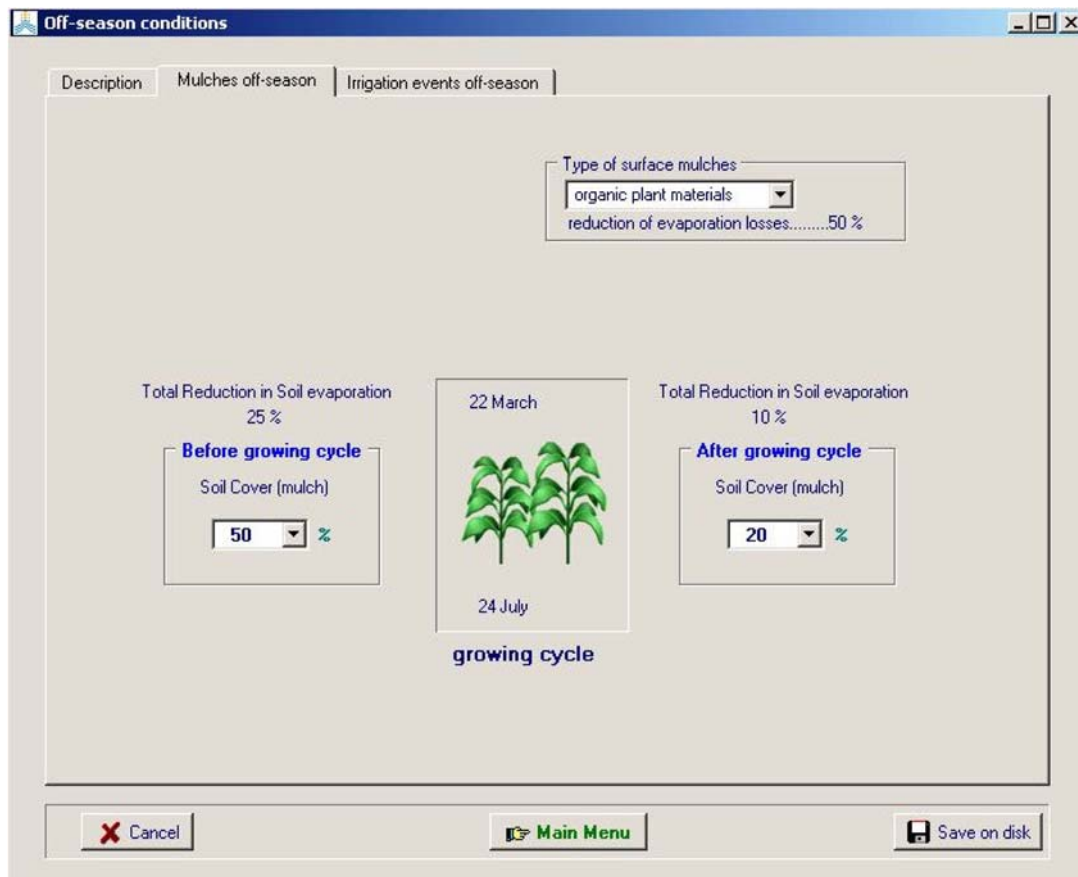 Off-season conditions
Description
Mulches off-season
Irrigation events off-season
Type of surface mulches
organic plant materials
reduction of evaporation losses.........50 %
Total Reduction in Soil evaporation
25 %
Before growing cycle
Soil Cover (mulch)
50 %
22 March
24 July
growing cycle
Total Reduction in Soil evaporation
10 %
After growing cycle
Soil Cover (mulch)
20 %
Cancel
Main Menu
Save on disk